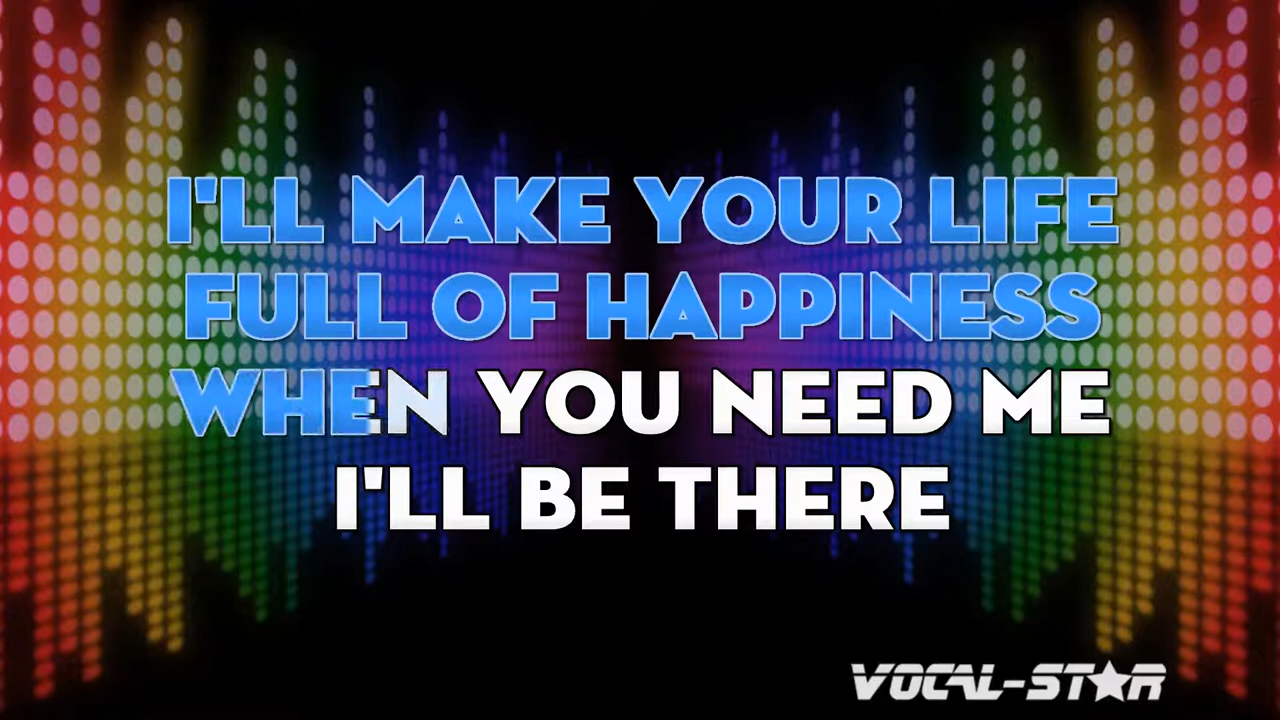 I'LL MAKE YOUR LIFE
FULL OF HAPPINESS
WHEN YOU NEED ME
I'LL BE THERE
VOCAL-STAR